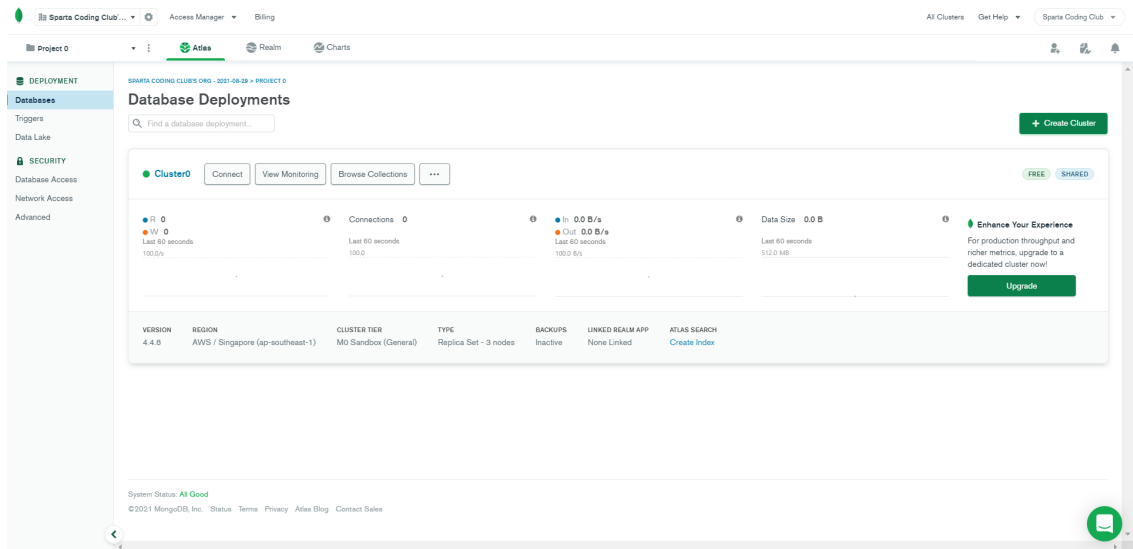 Sparta Coding Club'... Access Manager Billing All Clusters Get Help Sparta Coding Club
Project 0 Atlas Realm Charts
DEPLOYMENT
Databases
Triggers
Data Lake
SECURITY
Database Access
Network Access
Advanced
SPARTA CODING CLUB'S ORG - 2021-08-29 > PROJECT 0
Database Deployments
Find a database deployment...
+ Create Cluster
Cluster0 Connect View Monitoring Browse Collections ... FREE SHARED
R 0
W 0
Last 60 seconds
100.0/s
Connections 0
Last 60 seconds
100.0
In 0.0 B/s
Out 0.0 B/s
Last 60 seconds
100.0 B/s
Data Size 0.0 B
Last 60 seconds
512.0 MB
Enhance Your Experience
For production throughput and
richer metrics, upgrade to a
dedicated cluster now!
Upgrade
VERSION REGION CLUSTER TIER TYPE BACKUPS LINKED REALM APP ATLAS SEARCH
4.4.8 AWS / Singapore (ap-southeast-1) M0 Sandbox (General) Replica Set - 3 nodes Inactive None Linked Create Index
System Status: All Good
©2021 MongoDB, Inc. Status Terms Privacy Atlas Blog Contact Sales